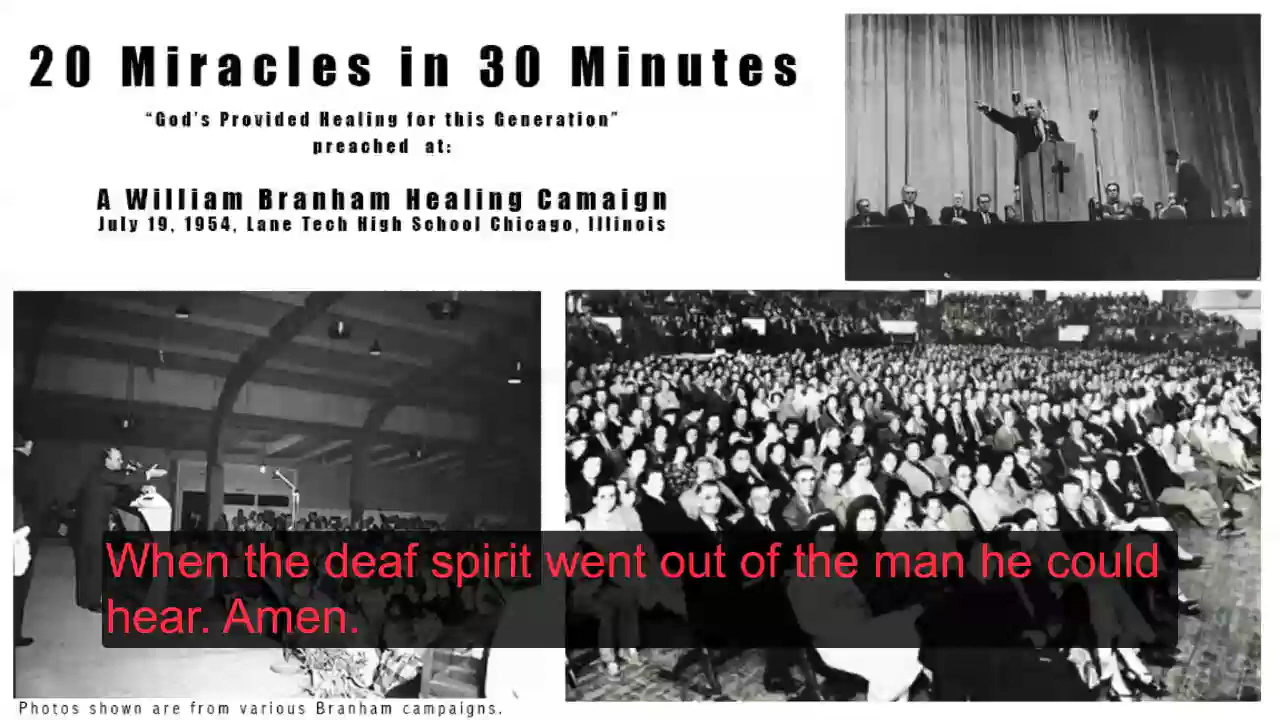 20 Miracles in 30 Minutes
“God's Provided Healing for this Generation”
preached at:
A William Branham Healing Camaign
July 19, 1954, Lane Tech High School Chicago, Illinois
When the deaf spirit went out of the man he could
hear. Amen.
Photos shown are from various Branham campaigns.